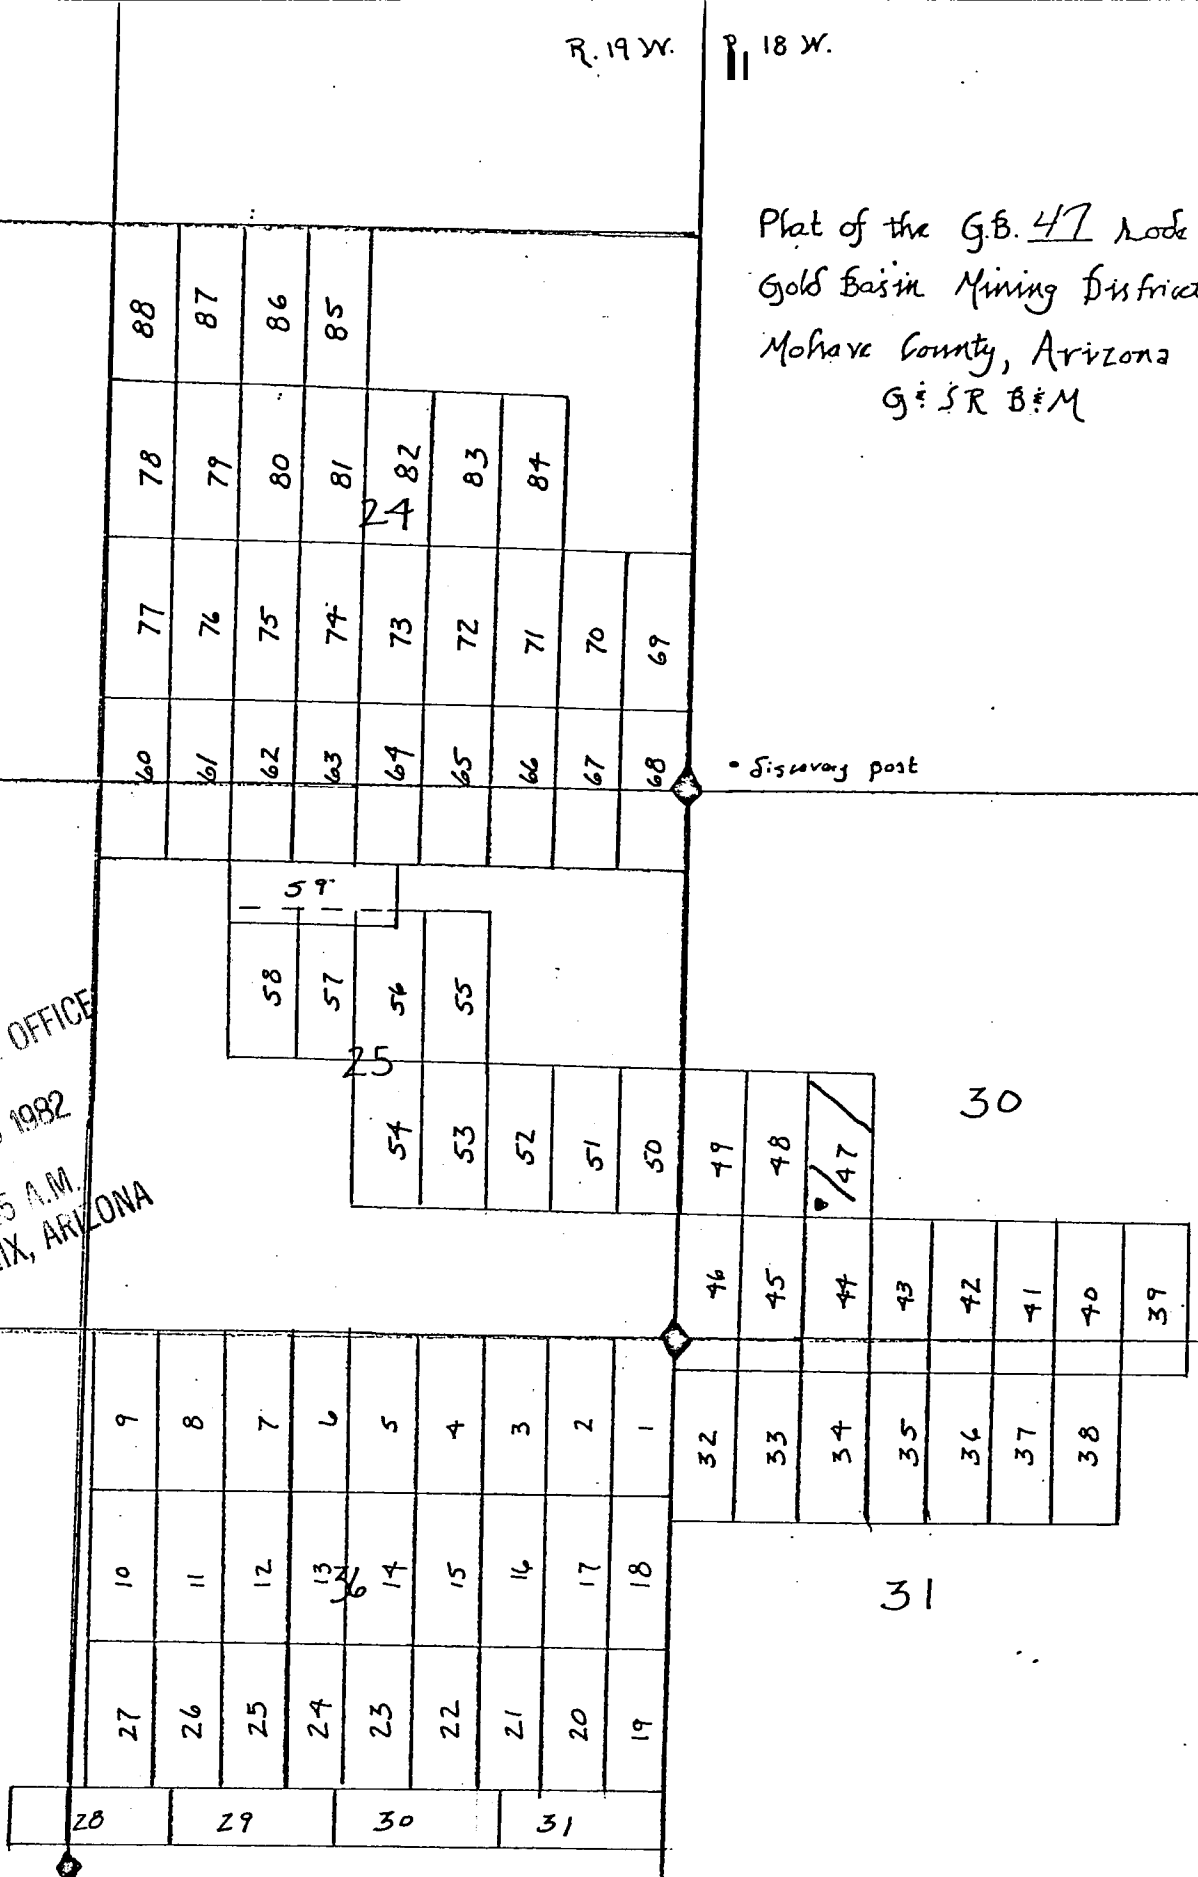 R. 19 W. R. 18 W.
Plat of the G.B. 47 Lode
Gold Basin Mining District
Mohave County, Arizona
G & S R B & M
88 87 86 85
78 79 80 81 82 83 84
24
77 76 75 74 73 72 71 70 69
60 61 62 63 64 65 66 67 68
• discovery post
59
58 57 56 55
25
OFFICE
1982
5 A.M.
IX, ARIZONA
54 53 52 51 50 49 48 47
30
46 45 44 43 42 41 40 39
9 8 7 6 5 4 3 2 1
32 33 34 35 36 37 38
10 11 12 13 14 15 16 17 18
36
31
27 26 25 24 23 22 21 20 19
28 29 30 31